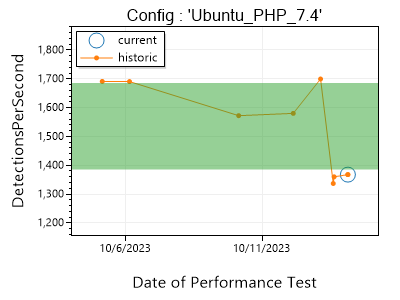 Config : 'Ubuntu_PHP_7.4'
current
historic
1,800
1,700
1,600
1,500
1,400
1,300
1,200
DetectionsPerSecond
10/6/2023
10/11/2023
Date of Performance Test